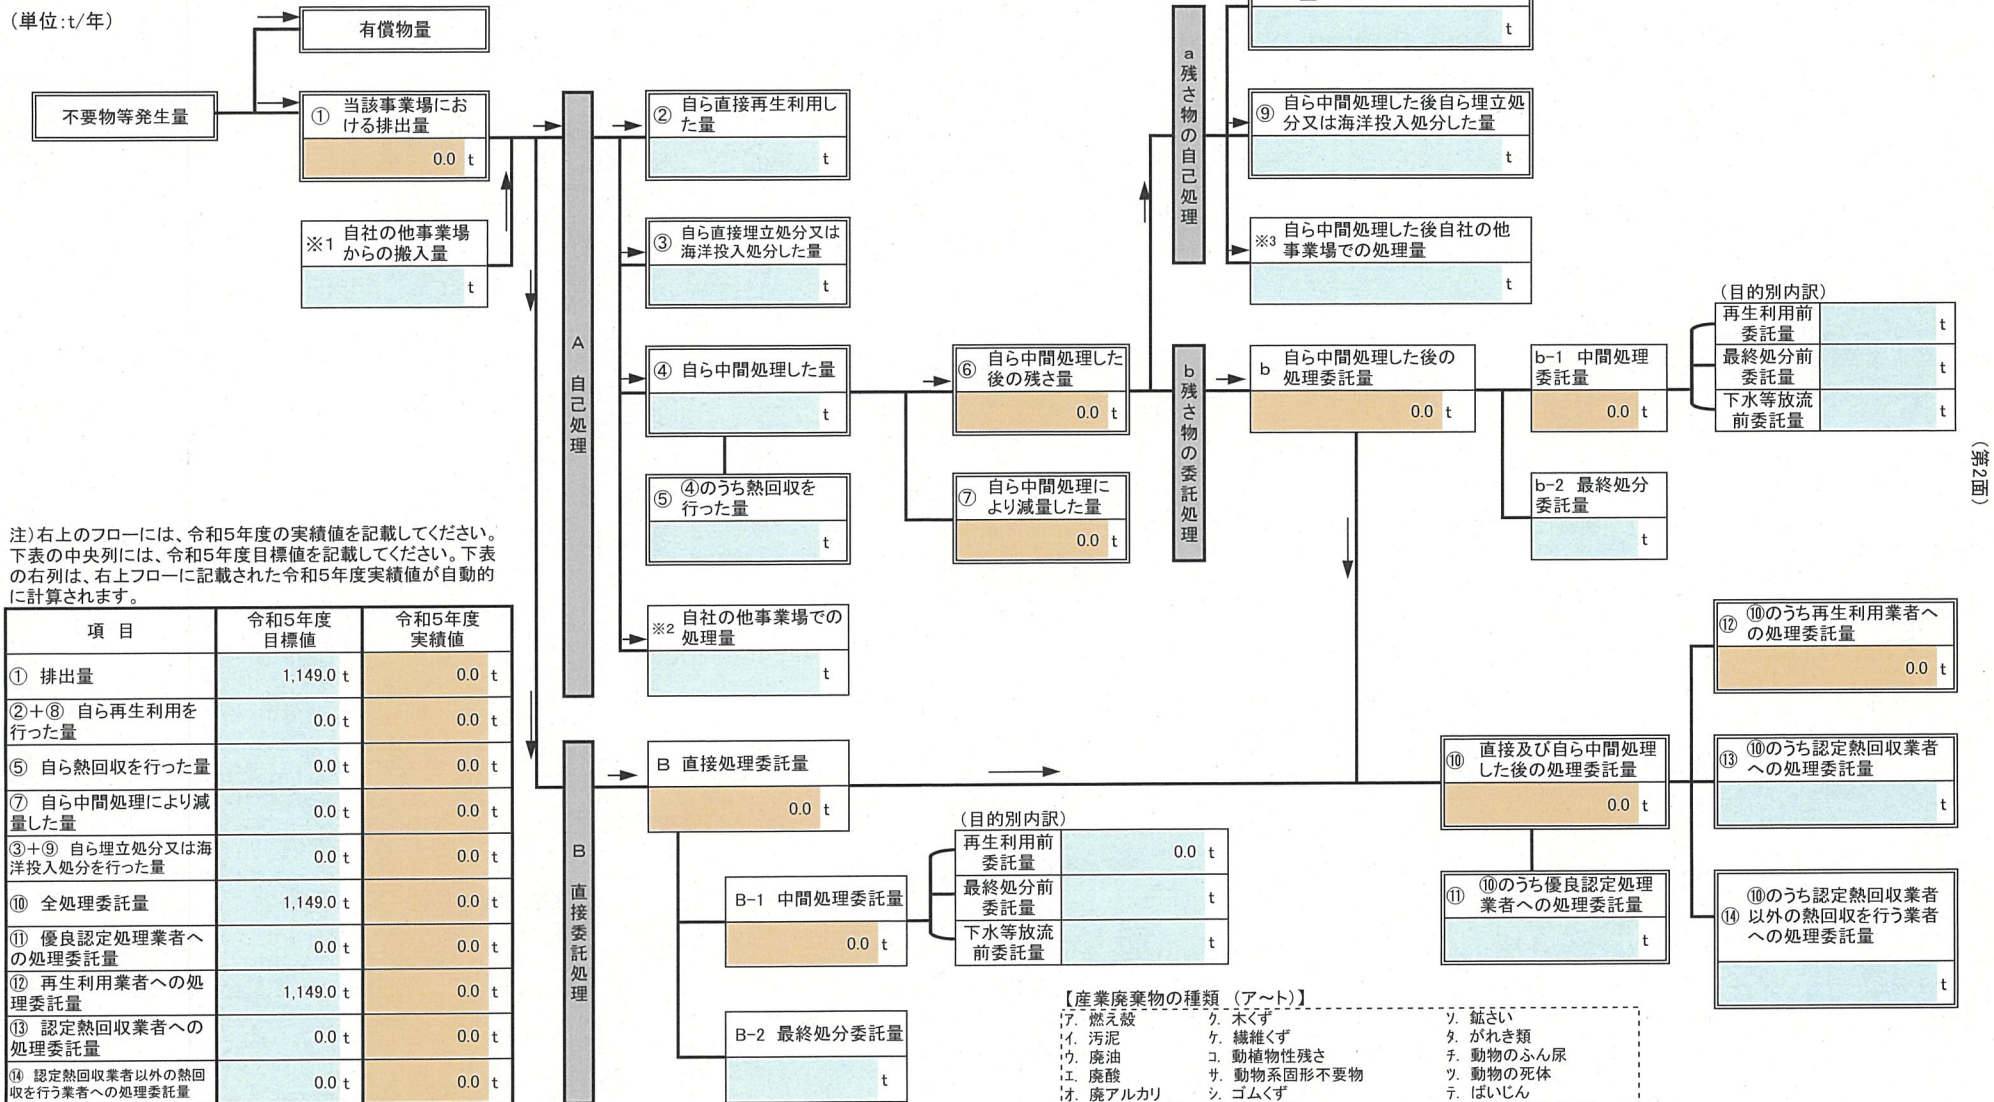 （単位：t/年）
有償物量
不要物等発生量
① 当該事業場にお
ける排出量
0.0 t
※1 自社の他事業場
からの搬入量
t
A 自己処理
② 自ら直接再生利用し
た量
t
③ 自ら直接埋立処分又は
海洋投入処分した量
t
④ 自ら中間処理した量
t
⑤ ④のうち熱回収を
行った量
t
※2 自社の他事業場での
処理量
t
⑥ 自ら中間処理した
後の残さ量
0.0 t
⑦ 自ら中間処理に
より減量した量
0.0 t
a 残さ物の自己処理
t
⑨ 自ら中間処理した後自ら埋立処
分又は海洋投入処分した量
t
※3 自ら中間処理した後自社の他
事業場での処理量
t
b 残さ物の委託処理
b 自ら中間処理した後の
処理委託量
0.0 t
b-1 中間処理
委託量
0.0 t
（目的別内訳）
再生利用前
委託量
t
最終処分前
委託量
t
下水等放流
前委託量
t
b-2 最終処分
委託量
t
（第2面）
注）右上のフローには、令和5年度の実績値を記載してください。
下表の中央列には、令和5年度目標値を記載してください。下表
の右列は、右上フローに記載された令和5年度実績値が自動的
に計算されます。
項 目 令和5年度 令和5年度
目標値 実績値
① 排出量 1,149.0 t 0.0 t
②＋⑧ 自ら再生利用を
行った量 0.0 t 0.0 t
⑤ 自ら熱回収を行った量 0.0 t 0.0 t
⑦ 自ら中間処理により減
量した量 0.0 t 0.0 t
③＋⑨ 自ら埋立処分又は海
洋投入処分を行った量 0.0 t 0.0 t
⑩ 全処理委託量 1,149.0 t 0.0 t
⑪ 優良認定処理業者へ
の処理委託量 0.0 t 0.0 t
⑫ 再生利用業者への処
理委託量 1,149.0 t 0.0 t
⑬ 認定熱回収業者への
処理委託量 0.0 t 0.0 t
⑭ 認定熱回収業者以外の熱回
収を行う業者への処理委託量 0.0 t 0.0 t
B 直接委託処理
B 直接処理委託量
0.0 t
B-1 中間処理委託量
0.0 t
（目的別内訳）
再生利用前
委託量
0.0 t
最終処分前
委託量
t
下水等放流
前委託量
t
B-2 最終処分委託量
t
⑩ 直接及び自ら中間処理
した後の処理委託量
0.0 t
⑪ ⑩のうち優良認定処理
業者への処理委託量
t
⑫ ⑩のうち再生利用業者へ
の処理委託量
0.0 t
⑬ ⑩のうち認定熱回収業者
への処理委託量
t
⑭ ⑩のうち認定熱回収業者
以外の熱回収を行う業者
への処理委託量
t
【産業廃棄物の種類 （ア～ト）】
ア. 燃え殻 ク. 木くず ソ. 鉱さい
イ. 汚泥 ケ. 繊維くず タ. がれき類
ウ. 廃油 コ. 動植物性残さ チ. 動物のふん尿
エ. 廃酸 サ. 動物系固形不要物 ツ. 動物の死体
オ. 廃アルカリ シ. ゴムくず テ. ばいじん